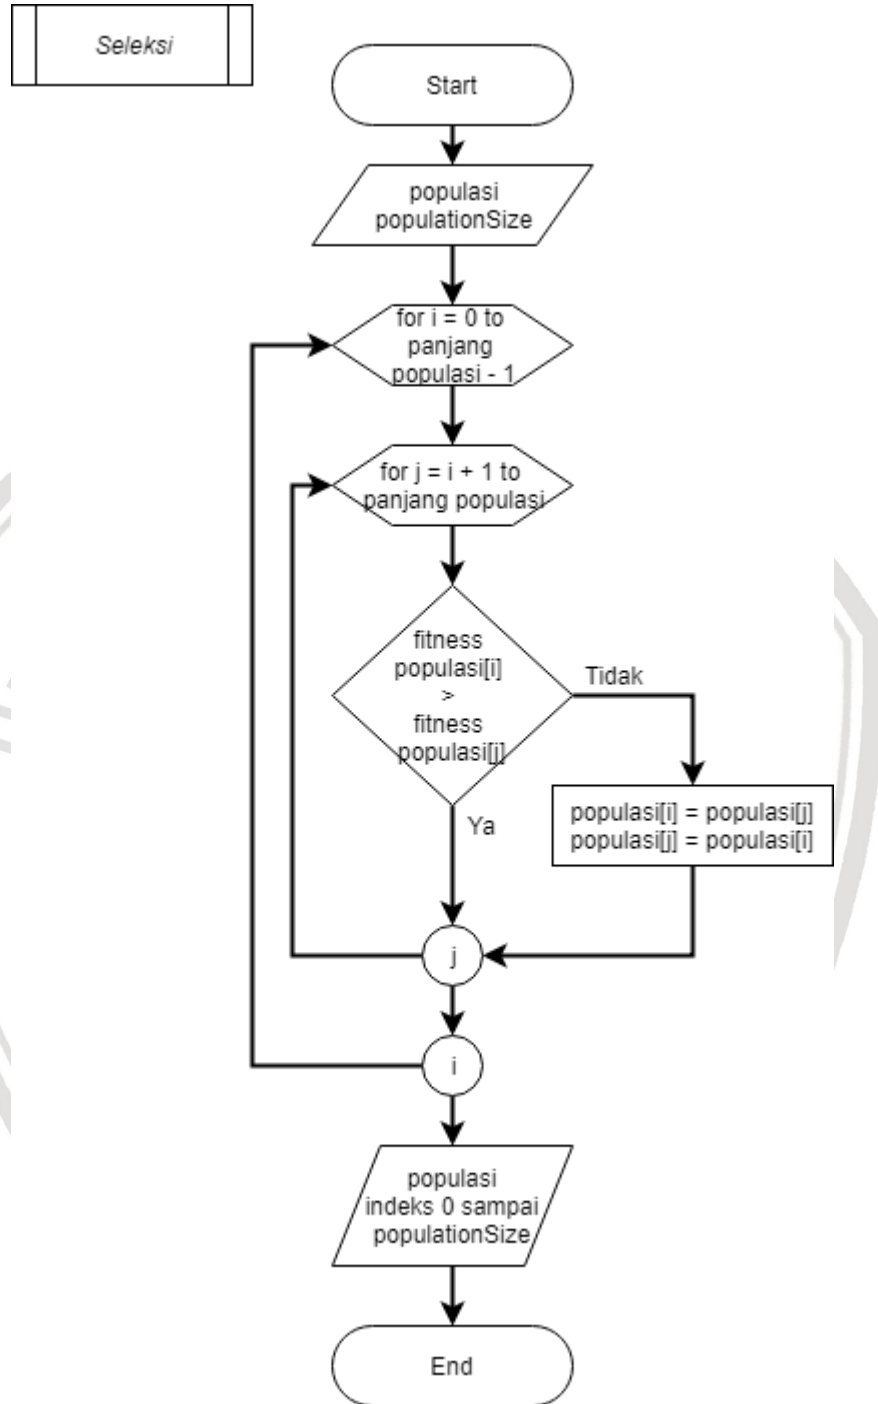 Seleksi
Start
populasi
populationSize
for i = 0 to
panjang
populasi - 1
for j = i + 1 to
panjang populasi
fitness
populasi[i]
>
fitness
populasi[j]
Tidak
Ya
populasi[i] = populasi[j]
populasi[j] = populasi[i]
j
i
populasi
indeks 0 sampai
populationSize
End